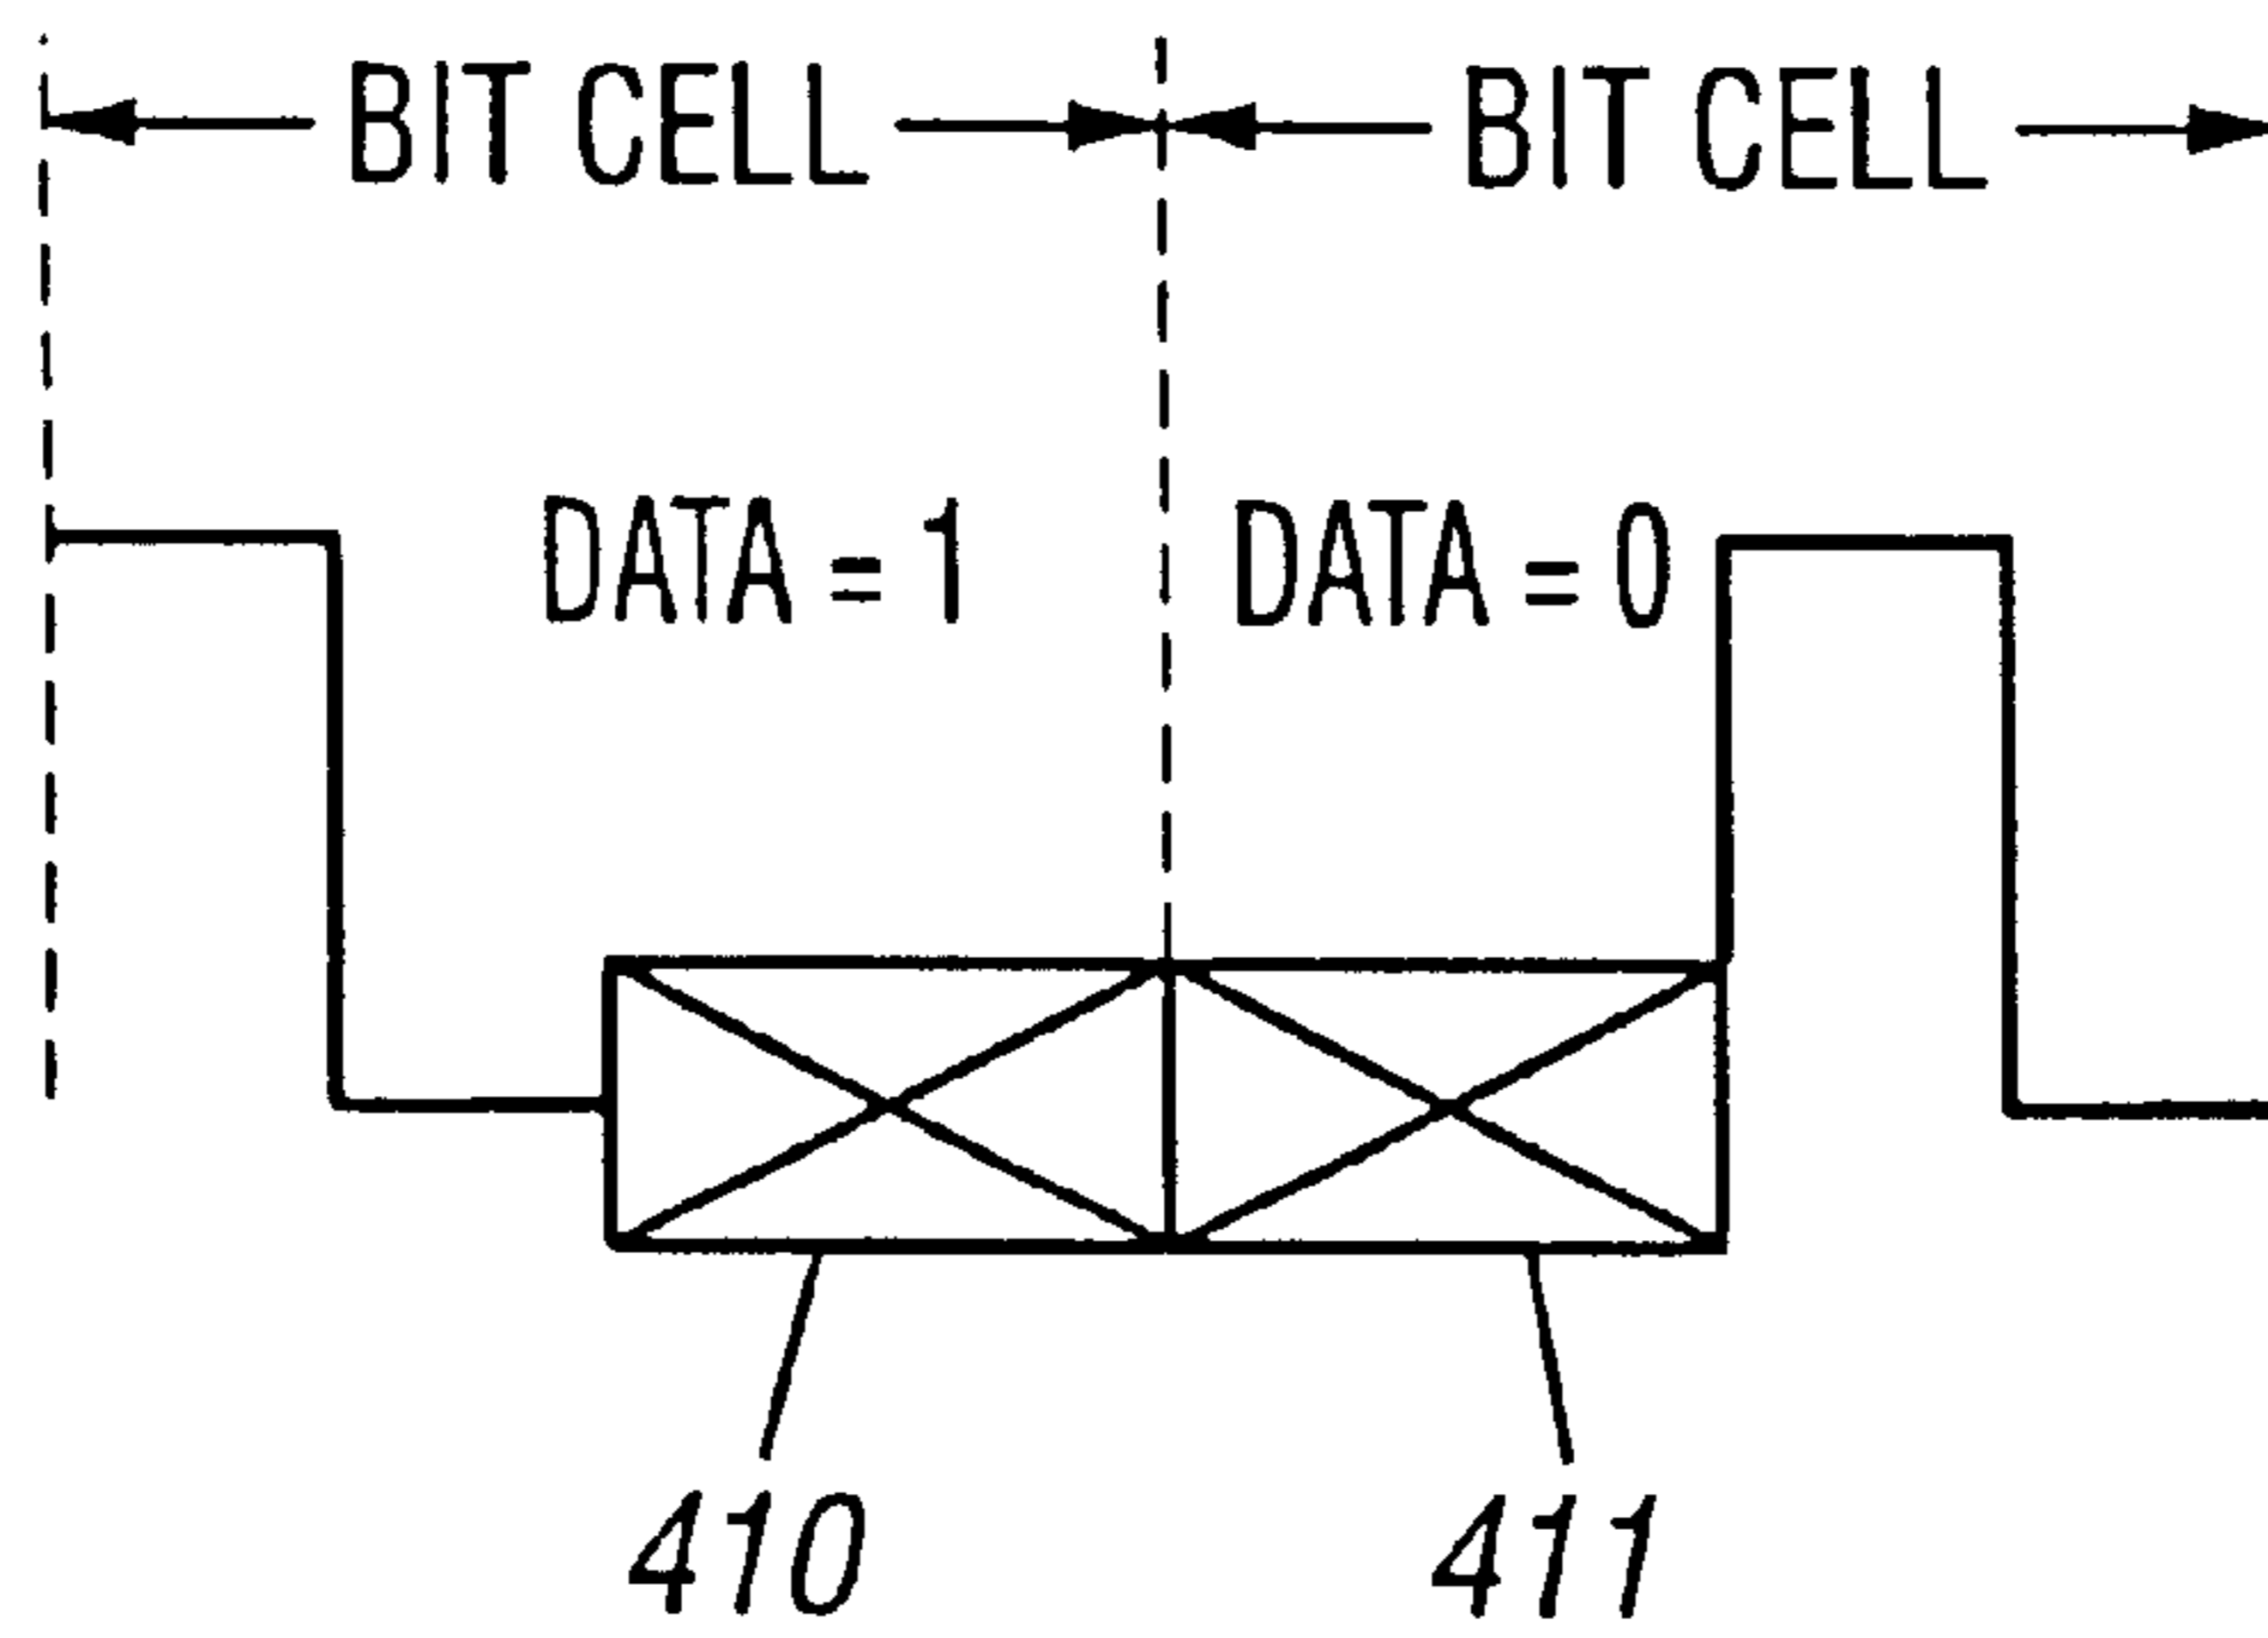 BIT CELL BIT CELL
DATA = 1 DATA = 0
410 411